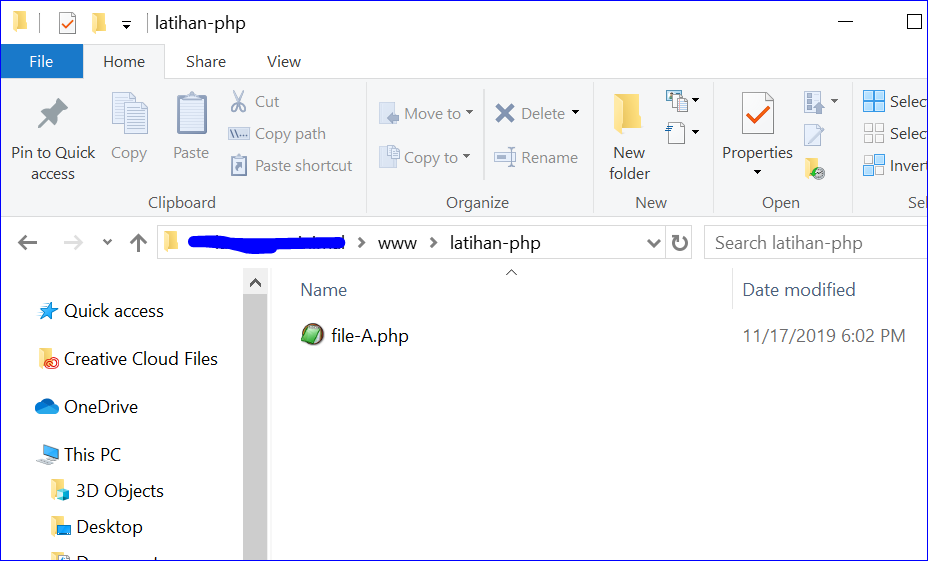 latihan-php
File Home Share View
Pin to Quick access
Copy
Paste
Cut
Copy path
Paste shortcut
Clipboard
Move to
Copy to
Delete
Rename
Organize
New folder
New
Properties
Open
Selec
Selec
Invert
Sel
www latihan-php
Search latihan-php
Name Date modified
file-A.php 11/17/2019 6:02 PM
Quick access
Creative Cloud Files
OneDrive
This PC
3D Objects
Desktop